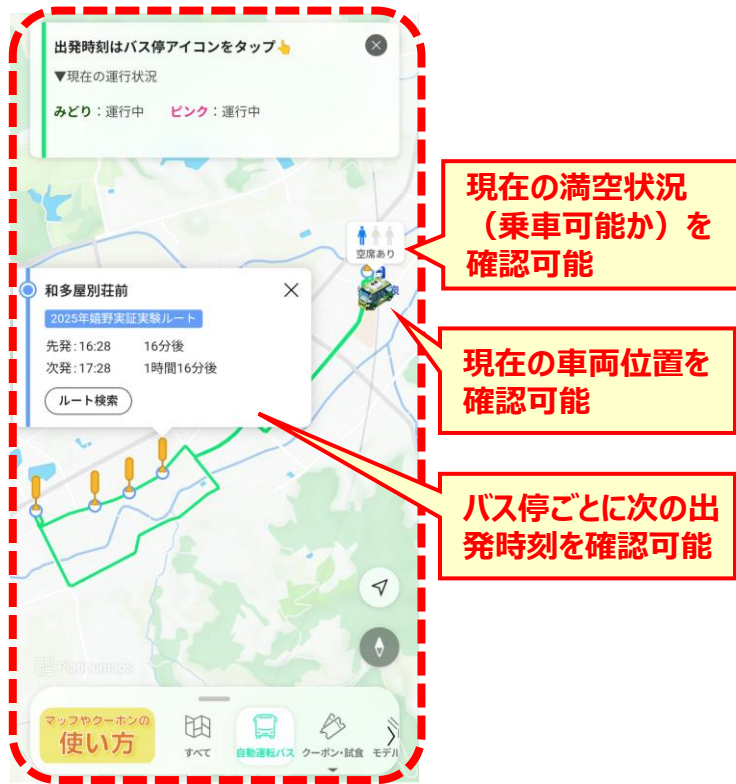 出発時刻はバス停アイコンをタップ👆
▼現在の運行状況
みどり：運行中 ピンク：運行中
空席あり
現在の満空状況
（乗車可能か）を
確認可能
和多屋別荘前
2025年嬉野実証実験ルート
先発:16:28 16分後
次発:17:28 1時間16分後
ルート検索
現在の車両位置を
確認可能
バス停ごとに次の出
発時刻を確認可能
Platinumaps
マップやクーポンの
使い方
すべて
自動運転バス
クーポン・試食
モデル